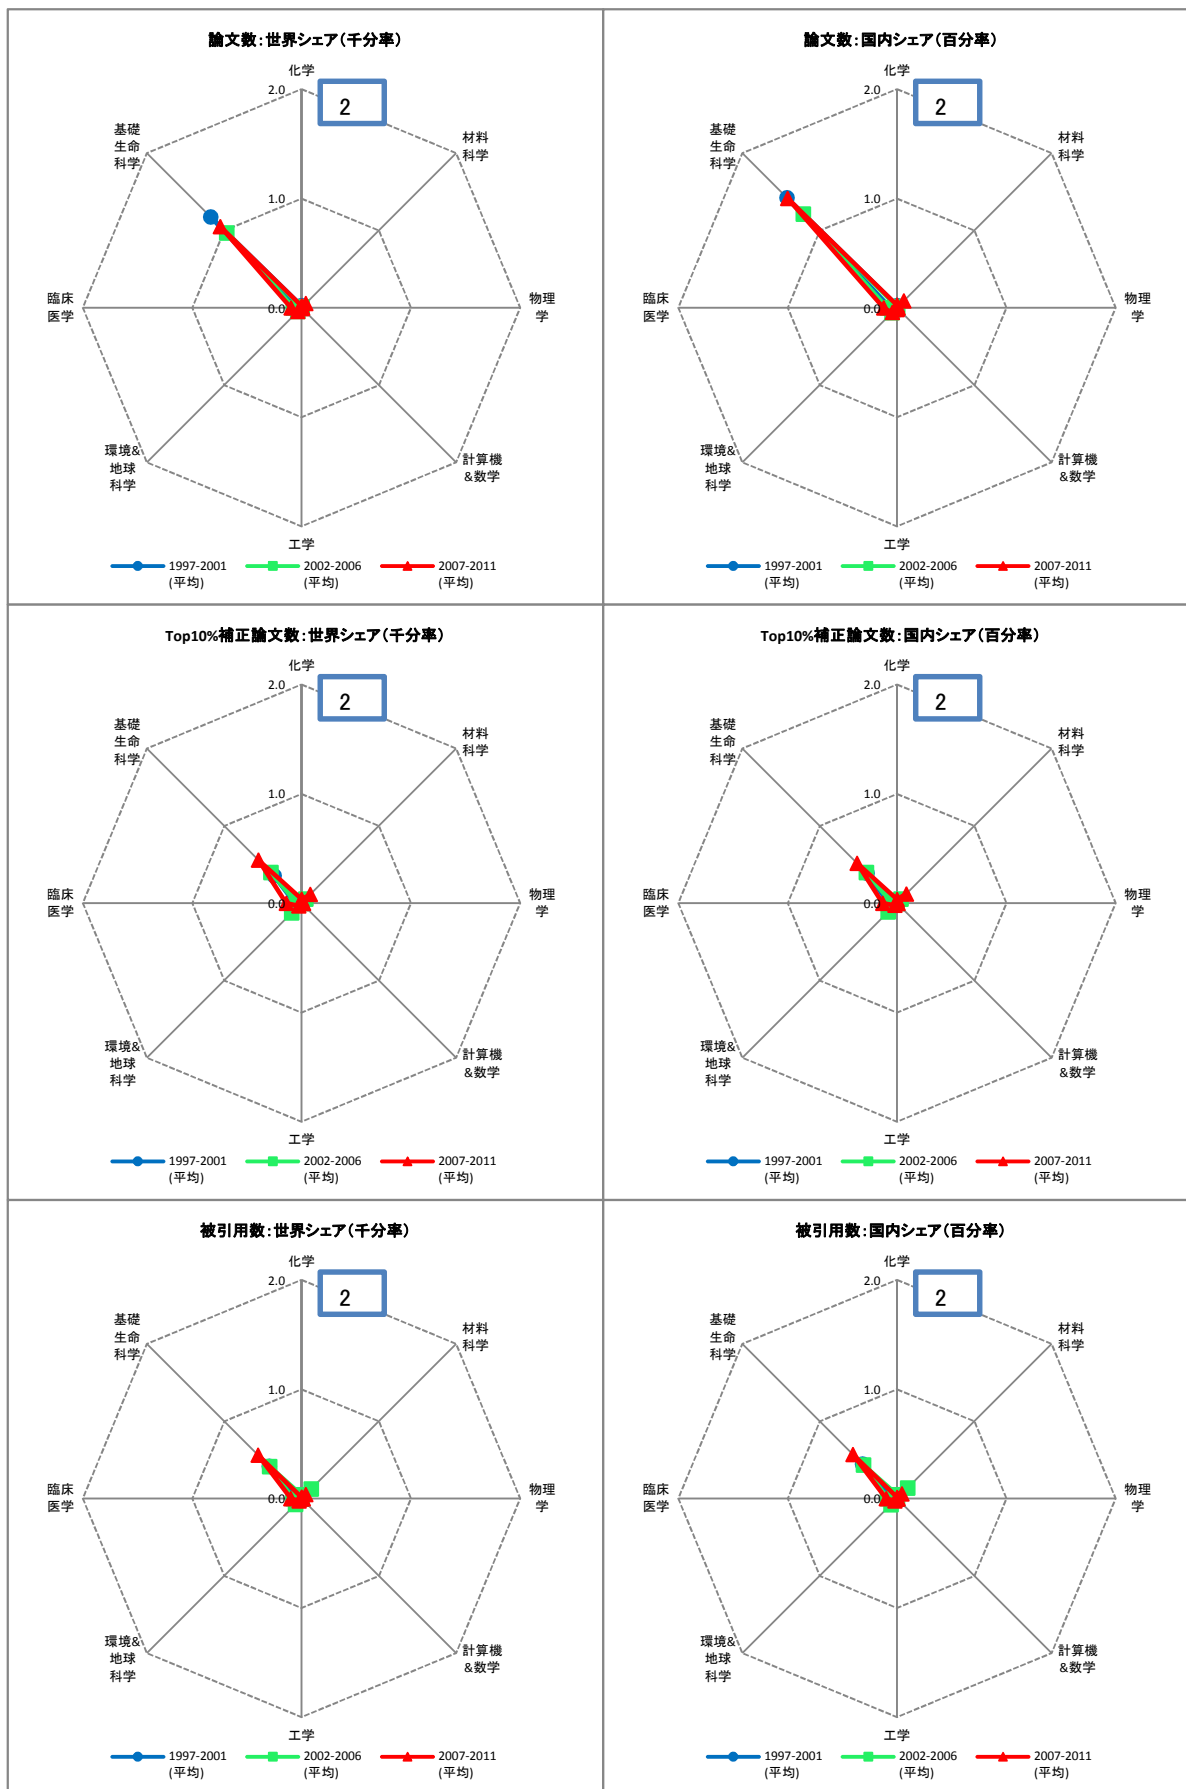 論文数:世界シェア(千分率)
化学
2.0
2
基礎
生命
科学
材料
科学
1.0
臨床
医学
0.0
物理
学
環境&
地球
科学
計算機
&数学
工学
1997-2001
(平均)
2002-2006
(平均)
2007-2011
(平均)
論文数:国内シェア(百分率)
化学
2.0
2
基礎
生命
科学
材料
科学
1.0
臨床
医学
0.0
物理
学
環境&
地球
科学
計算機
&数学
工学
1997-2001
(平均)
2002-2006
(平均)
2007-2011
(平均)
Top10%補正論文数:世界シェア(千分率)
化学
2.0
2
基礎
生命
科学
材料
科学
1.0
臨床
医学
0.0
物理
学
環境&
地球
科学
計算機
&数学
工学
1997-2001
(平均)
2002-2006
(平均)
2007-2011
(平均)
Top10%補正論文数:国内シェア(百分率)
化学
2.0
2
基礎
生命
科学
材料
科学
1.0
臨床
医学
0.0
物理
学
環境&
地球
科学
計算機
&数学
工学
1997-2001
(平均)
2002-2006
(平均)
2007-2011
(平均)
被引用数:世界シェア(千分率)
化学
2.0
2
基礎
生命
科学
材料
科学
1.0
臨床
医学
0.0
物理
学
環境&
地球
科学
計算機
&数学
工学
1997-2001
(平均)
2002-2006
(平均)
2007-2011
(平均)
被引用数:国内シェア(百分率)
化学
2.0
2
基礎
生命
科学
材料
科学
1.0
臨床
医学
0.0
物理
学
環境&
地球
科学
計算機
&数学
工学
1997-2001
(平均)
2002-2006
(平均)
2007-2011
(平均)